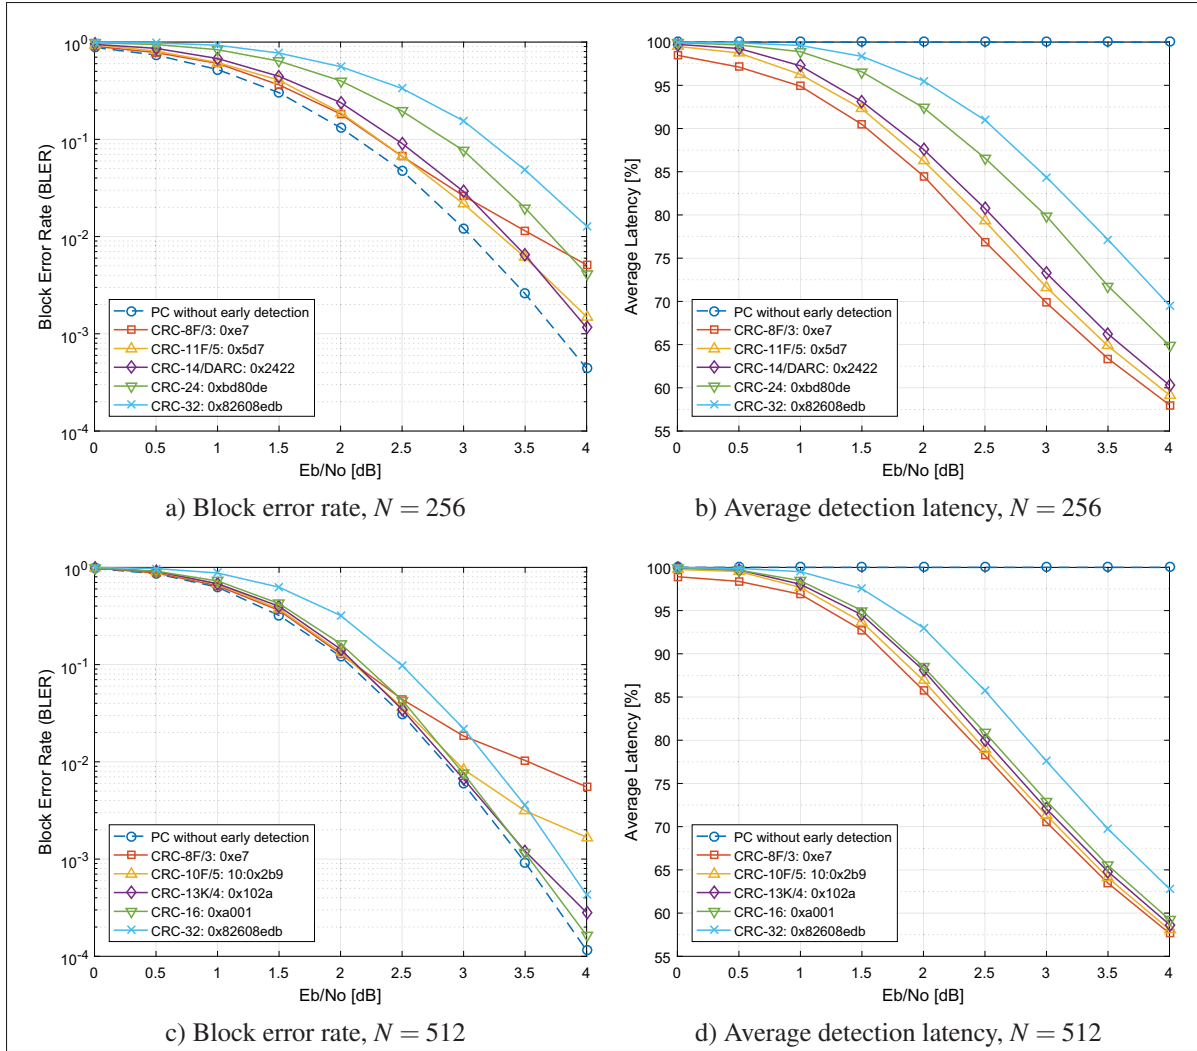 10^0
10^-1
10^-2
10^-3
10^-4
Block Error Rate (BLER)
PC without early detection
CRC-8F/3: 0xe7
CRC-11F/5: 0x5d7
CRC-14/DARC: 0x2422
CRC-24: 0xbd80de
CRC-32: 0x82608edb
0 0.5 1 1.5 2 2.5 3 3.5 4
Eb/No [dB]
a) Block error rate, N = 256
100
95
90
85
80
75
70
65
60
55
Average Latency [%]
PC without early detection
CRC-8F/3: 0xe7
CRC-11F/5: 0x5d7
CRC-14/DARC: 0x2422
CRC-24: 0xbd80de
CRC-32: 0x82608edb
0 0.5 1 1.5 2 2.5 3 3.5 4
Eb/No [dB]
b) Average detection latency, N = 256
10^0
10^-1
10^-2
10^-3
10^-4
Block Error Rate (BLER)
PC without early detection
CRC-8F/3: 0xe7
CRC-10F/5: 10:0x2b9
CRC-13K/4: 0x102a
CRC-16: 0xa001
CRC-32: 0x82608edb
0 0.5 1 1.5 2 2.5 3 3.5 4
Eb/No [dB]
c) Block error rate, N = 512
100
95
90
85
80
75
70
65
60
55
Average Latency [%]
PC without early detection
CRC-8F/3: 0xe7
CRC-10F/5: 10:0x2b9
CRC-13K/4: 0x102a
CRC-16: 0xa001
CRC-32: 0x82608edb
0 0.5 1 1.5 2 2.5 3 3.5 4
Eb/No [dB]
d) Average detection latency, N = 512